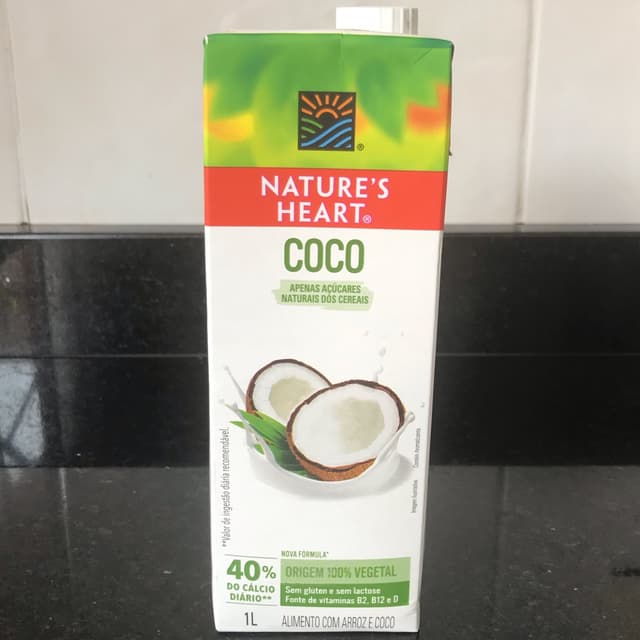 NATURE'S
HEART®
COCO
APENAS AÇÚCARES
NATURAIS DOS CEREAIS
**Valor de ingestão diária recomendável.
Imagem ilustrativa. Contém Aromatizante.
NOVA FÓRMULA*
40%
DO CÁLCIO
DIÁRIO**
ORIGEM 100% VEGETAL
Sem glúten e sem lactose
Fonte de vitaminas B2, B12 e D
1L
ALIMENTO COM ARROZ E COCO